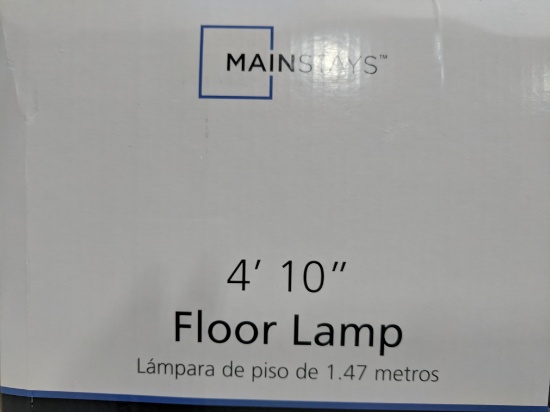 MAINSTAYS™
4' 10"
Floor Lamp
Lámpara de piso de 1.47 metros